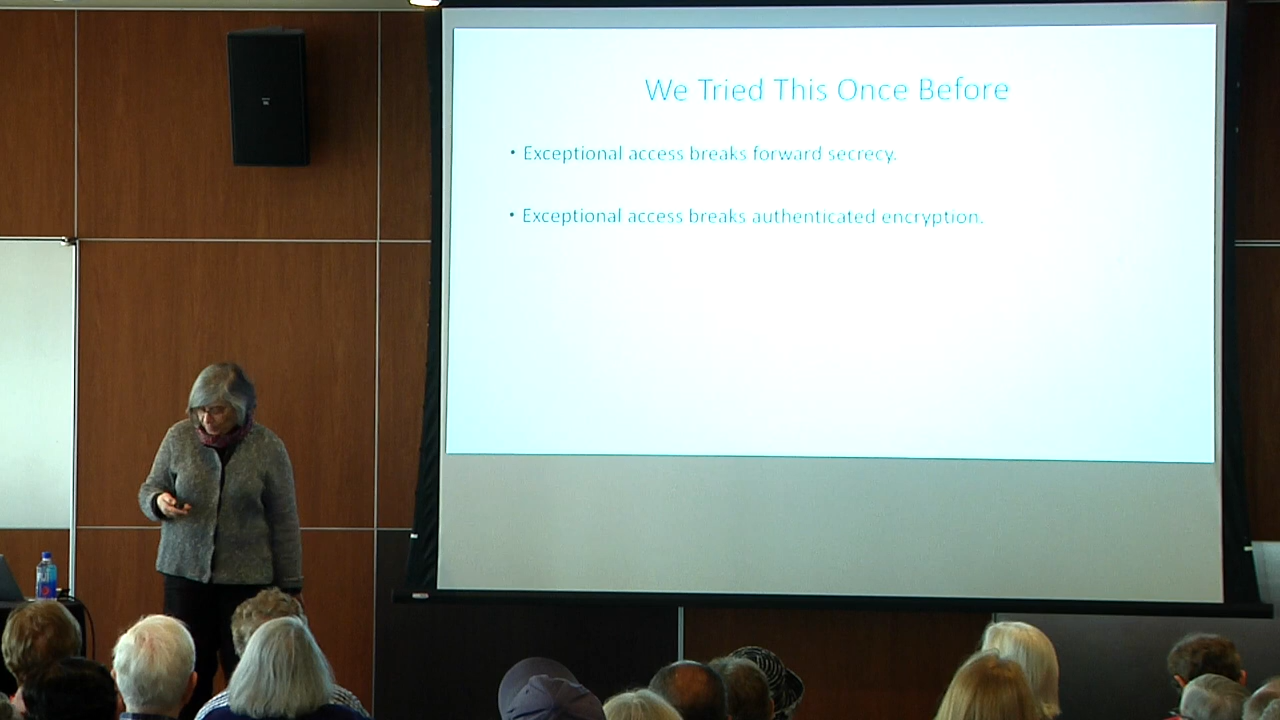 We Tried This Once Before
• Exceptional access breaks forward secrecy.
• Exceptional access breaks authenticated encryption.